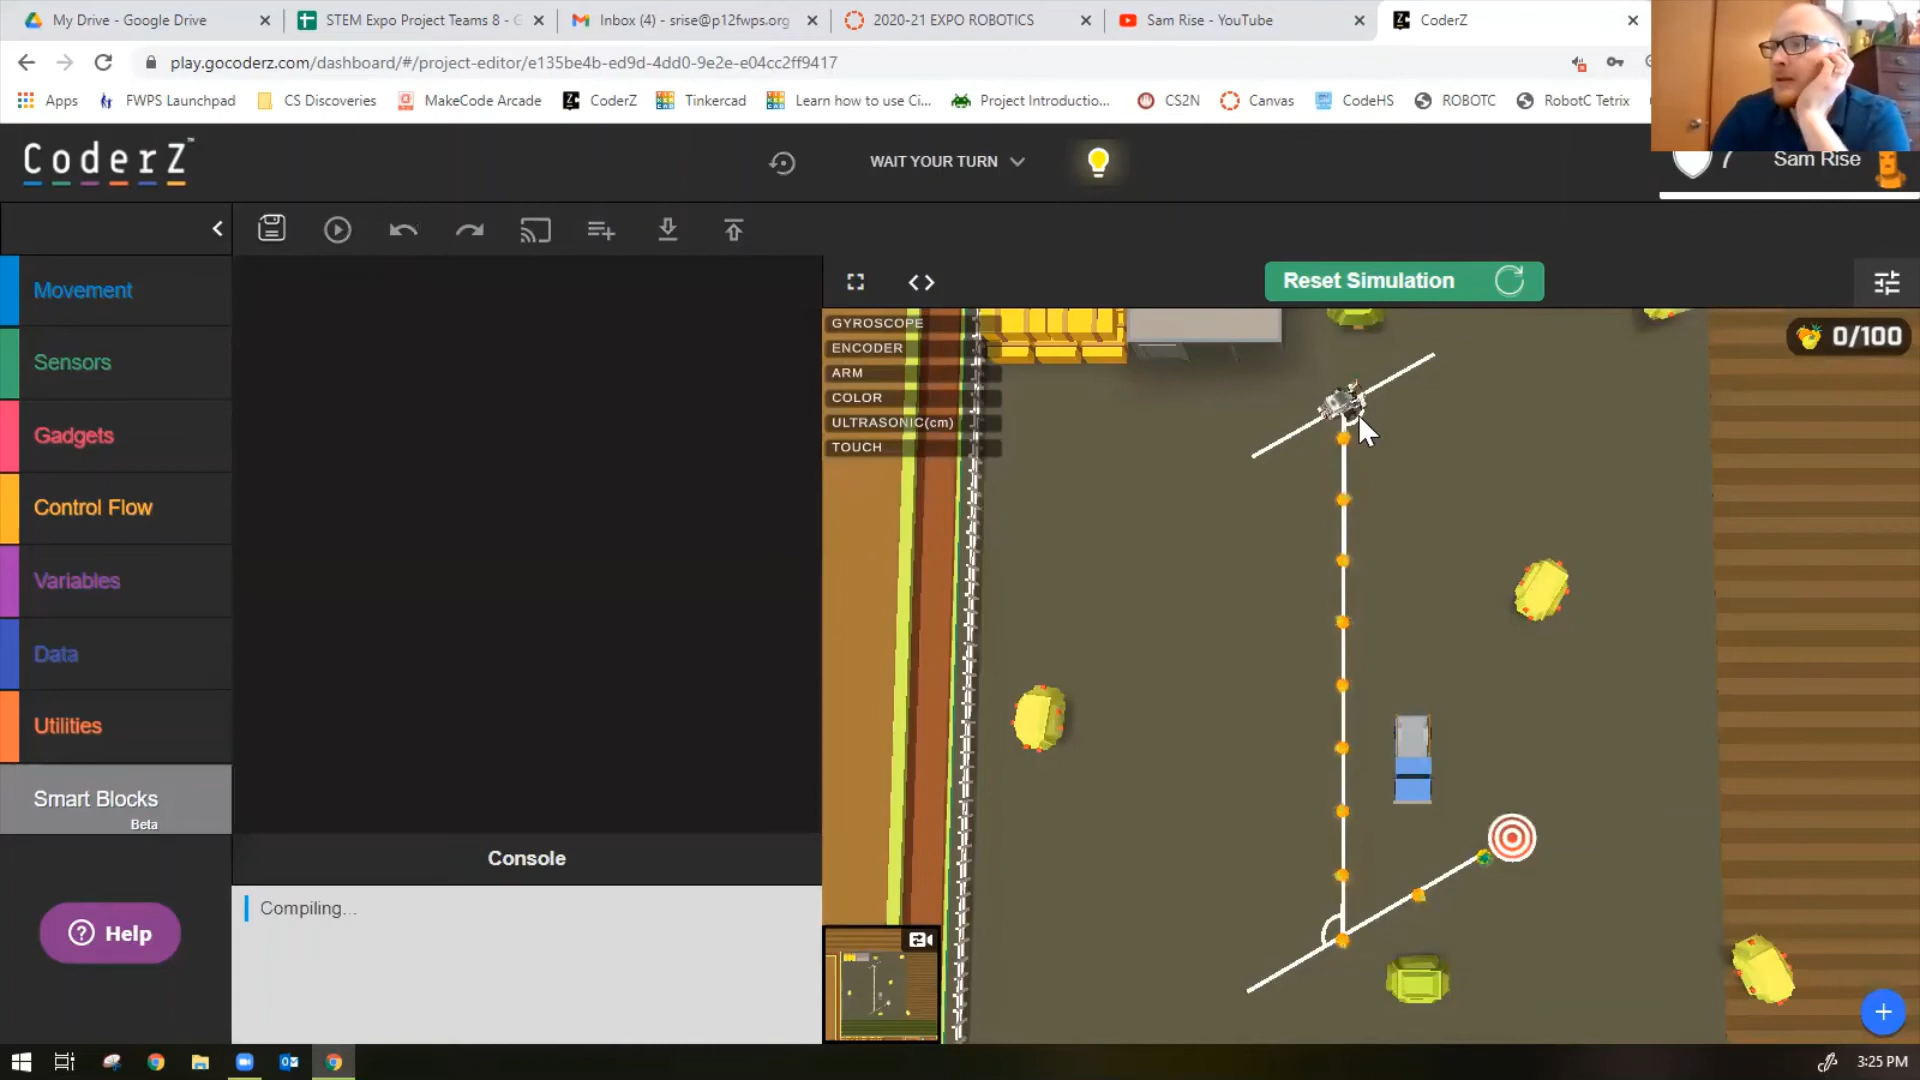 My Drive - Google Drive
STEM Expo Project Teams 8 - G
Inbox (4) - srise@p12fwps.org
2020-21 EXPO ROBOTICS
Sam Rise - YouTube
CoderZ
play.gocoderz.com/dashboard/#/project-editor/e135be4b-ed9d-4dd0-9e2e-e04cc2ff9417
Apps
FWPS Launchpad
CS Discoveries
MakeCode Arcade
CoderZ
Tinkercad
Learn how to use Ci...
Project Introductio...
CS2N
Canvas
CodeHS
ROBOTC
RobotC Tetrix
CoderZ™
WAIT YOUR TURN
7
Sam Rise
Reset Simulation
Movement
Sensors
Gadgets
Control Flow
Variables
Data
Utilities
Smart Blocks
Beta
Help
GYROSCOPE
ENCODER
ARM
COLOR
ULTRASONIC(cm)
TOUCH
0/100
Console
Compiling...
3:25 PM